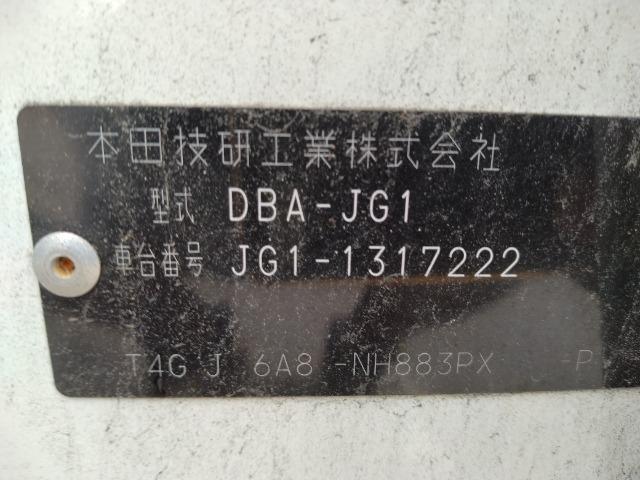 本田技研工業株式会社
型式 DBA-JG1
車台番号 JG1-1317222
T4G J 6A8 -NH883PX -P